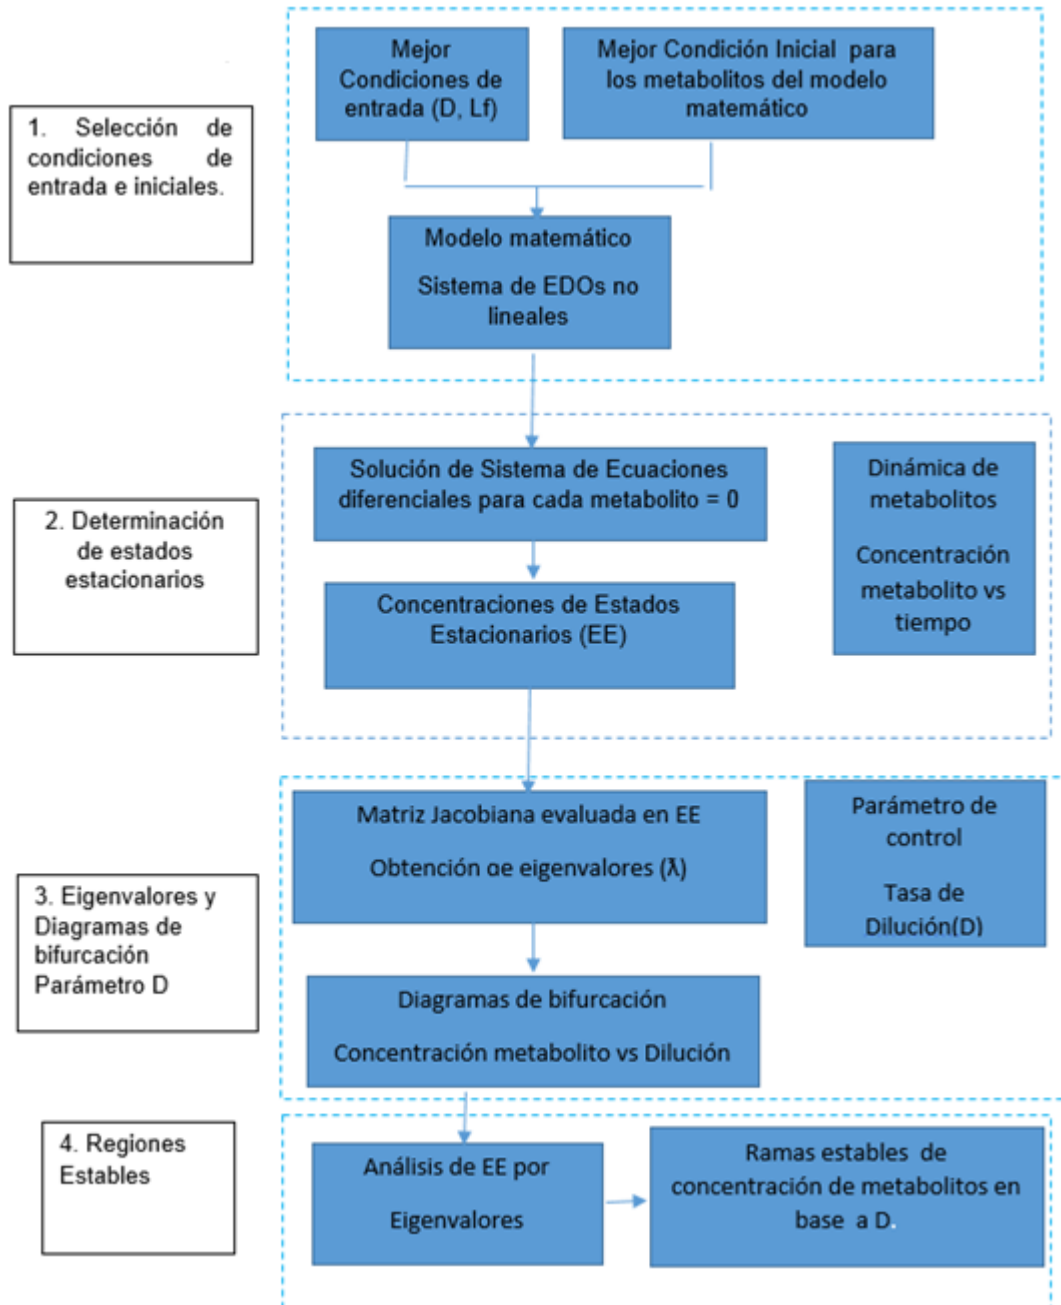 Mejor
Condiciones de
entrada (D, Lf)
Mejor Condición Inicial para
los metabolitos del modelo
matemático
1. Selección de
condiciones de
entrada e iniciales.
Modelo matemático
Sistema de EDOs no
lineales
2. Determinación
de estados
estacionarios
Solución de Sistema de Ecuaciones
diferenciales para cada metabolito = 0
Concentraciones de Estados
Estacionarios (EE)
Dinámica de
metabolitos
Concentración
metabolito vs
tiempo
3. Eigenvalores y
Diagramas de
bifurcación
Parámetro D
Matriz Jacobiana evaluada en EE
Obtención de eigenvalores (λ)
Parámetro de
control
Tasa de
Dilución(D)
Diagramas de bifurcación
Concentración metabolito vs Dilución
4. Regiones
Estables
Análisis de EE por
Eigenvalores
Ramas estables de
concentración de metabolitos en
base a D.